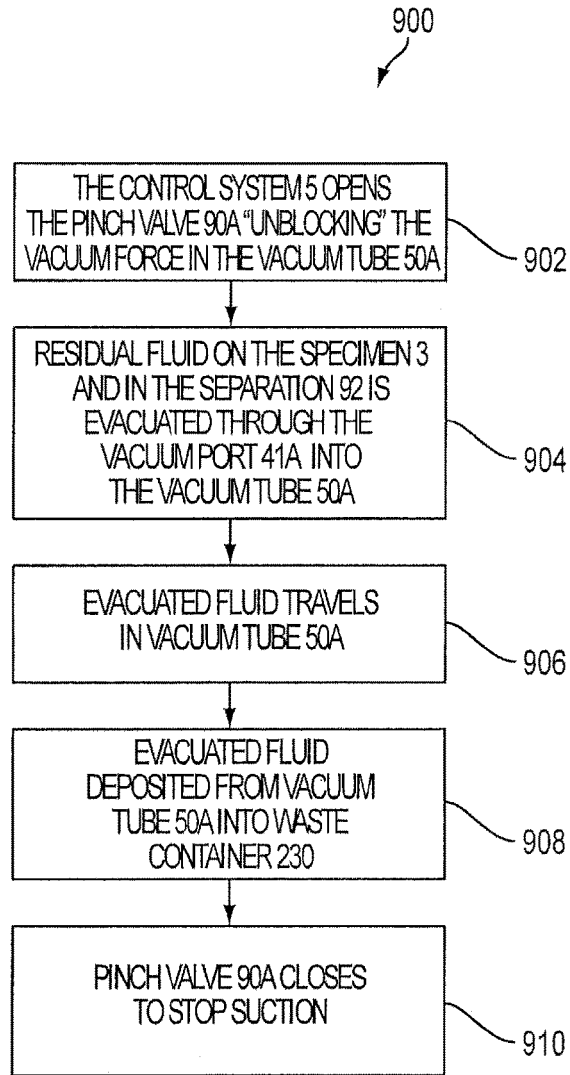 900
THE CONTROL SYSTEM 5 OPENS
THE PINCH VALVE 90A "UNBLOCKING" THE
VACUUM FORCE IN THE VACUUM TUBE 50A
902
RESIDUAL FLUID ON THE SPECIMEN 3
AND IN THE SEPARATION 92 IS
EVACUATED THROUGH THE
VACUUM PORT 41A INTO
THE VACUUM TUBE 50A
904
EVACUATED FLUID TRAVELS
IN VACUUM TUBE 50A
906
EVACUATED FLUID
DEPOSITED FROM VACUUM
TUBE 50A INTO WASTE
CONTAINER 230
908
PINCH VALVE 90A CLOSES
TO STOP SUCTION
910